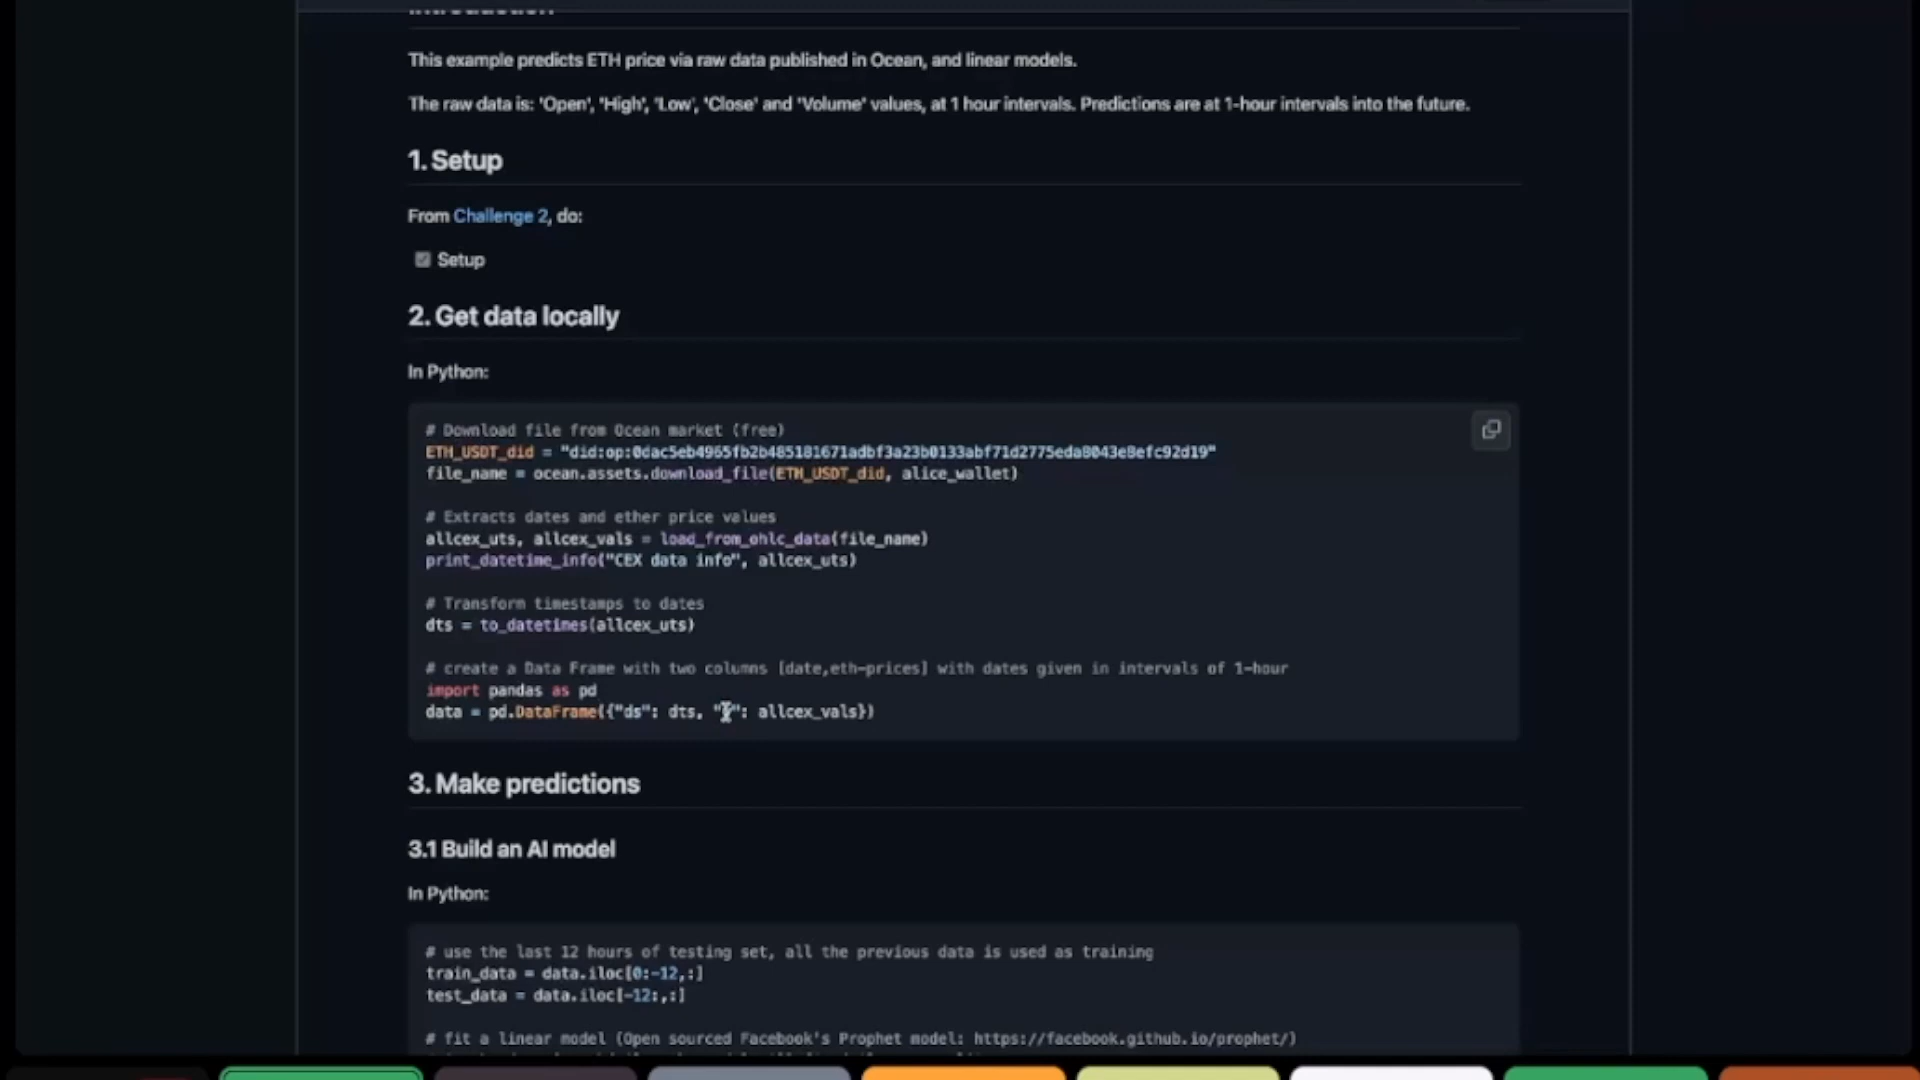 Introduction
This example predicts ETH price via raw data published in Ocean, and linear models.
The raw data is: 'Open', 'High', 'Low', 'Close' and 'Volume' values, at 1 hour intervals. Predictions are at 1-hour intervals into the future.
1. Setup
From Challenge 2, do:
Setup
2. Get data locally
In Python:
# Download file from Ocean market (free)
ETH_USDT_did = "did:op:0dac5eb4965fb2b485181671adbf3a23b0133abf71d2775eda8043e8efc92d19"
file_name = ocean.assets.download_file(ETH_USDT_did, alice_wallet)
# Extracts dates and ether price values
allcex_uts, allcex_vals = load_from_ohlc_data(file_name)
print_datetime_info("CEX data info", allcex_uts)
# Transform timestamps to dates
dts = to_datetimes(allcex_uts)
# create a Data Frame with two columns [date,eth-prices] with dates given in intervals of 1-hour
import pandas as pd
data = pd.DataFrame({"ds": dts, "y": allcex_vals})
3. Make predictions
3.1 Build an AI model
In Python:
# use the last 12 hours of testing set, all the previous data is used as training
train_data = data.iloc[0:-12,:]
test_data = data.iloc[-12:,:]
# fit a linear model (Open sourced Facebook's Prophet model: https://facebook.github.io/prophet/)